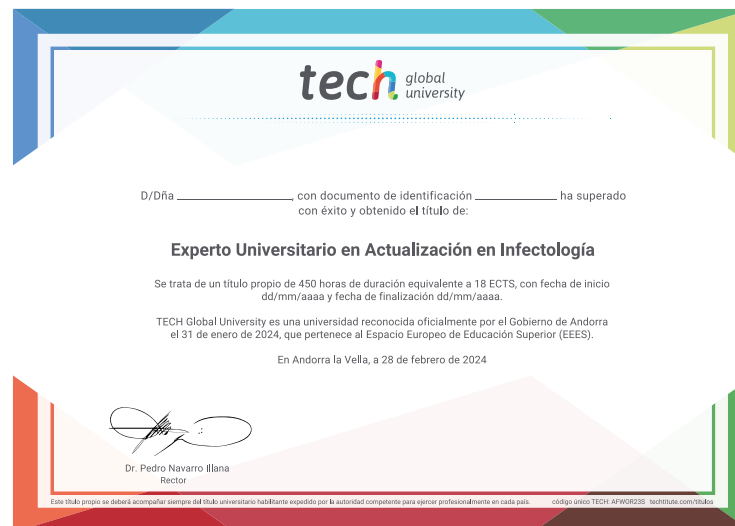 tech global university
D/Dña ____________________, con documento de identificación ______________ ha superado
con éxito y obtenido el título de:
Experto Universitario en Actualización en Infectología
Se trata de un título propio de 450 horas de duración equivalente a 18 ECTS, con fecha de inicio
dd/mm/aaaa y fecha de finalización dd/mm/aaaa.
TECH Global University es una universidad reconocida oficialmente por el Gobierno de Andorra
el 31 de enero de 2024, que pertenece al Espacio Europeo de Educación Superior (EEES).
En Andorra la Vella, a 28 de febrero de 2024
Dr. Pedro Navarro Illana
Rector
Este título propio se deberá acompañar siempre del título universitario habilitante expedido por la autoridad competente para ejercer profesionalmente en cada país. código único TECH: AFWOR23S techtitute.com/titulos